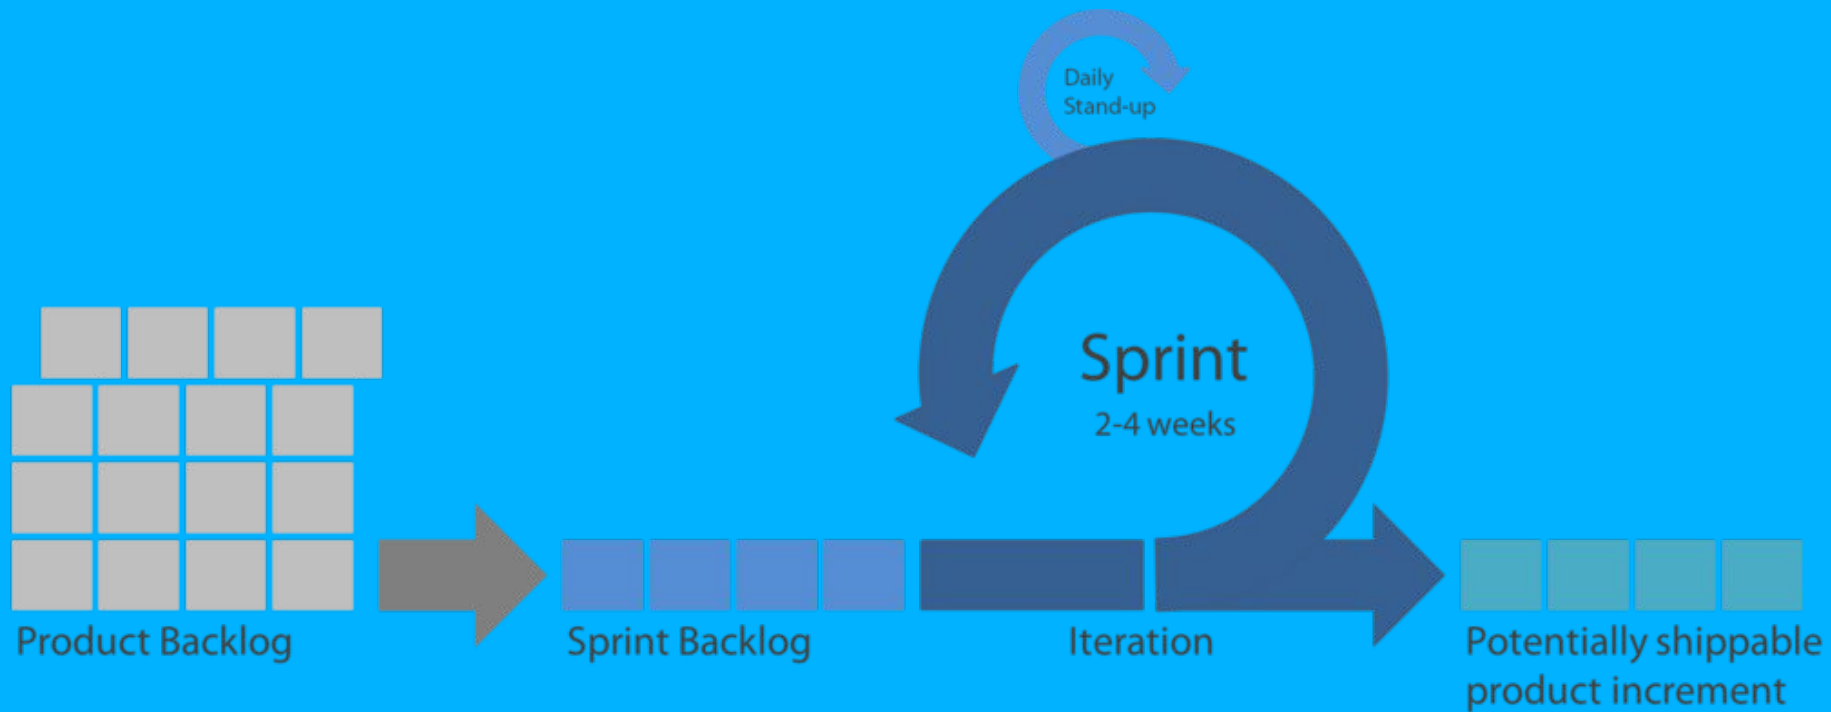 Daily
Stand-up
Sprint
2-4 weeks
Product Backlog
Sprint Backlog
Iteration
Potentially shippable
product increment